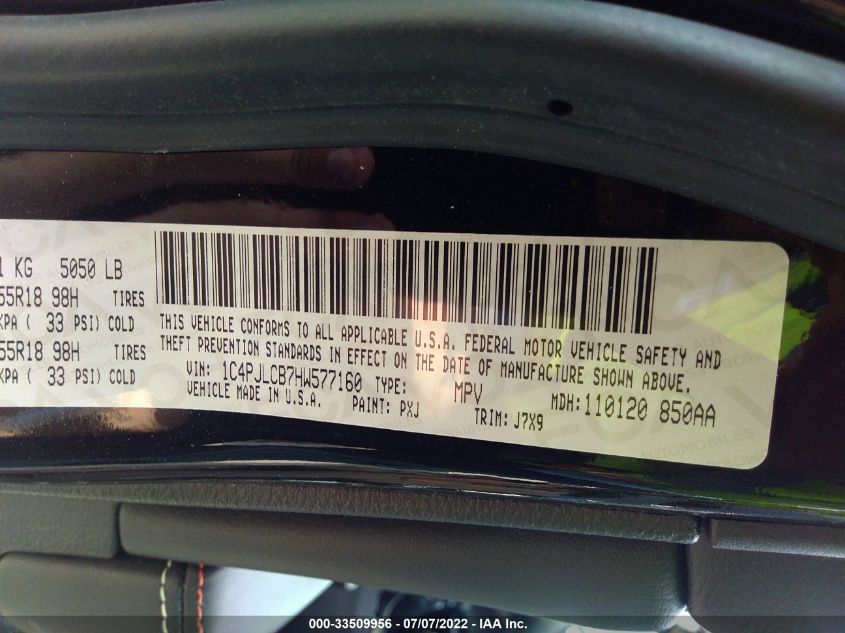 1 KG 5050 LB
55R18 98H TIRES
KPA ( 33 PSI) COLD
55R18 98H TIRES
KPA ( 33 PSI) COLD
THIS VEHICLE CONFORMS TO ALL APPLICABLE U.S.A. FEDERAL MOTOR VEHICLE SAFETY AND
THEFT PREVENTION STANDARDS IN EFFECT ON THE DATE OF MANUFACTURE SHOWN ABOVE.
VIN: 1C4PJLCB7HW577160 TYPE: MPV MDH:110120 850AA
VEHICLE MADE IN U.S.A. PAINT: PXJ TRIM: J7X9
000-33509956 - 07/07/2022 - IAA Inc.